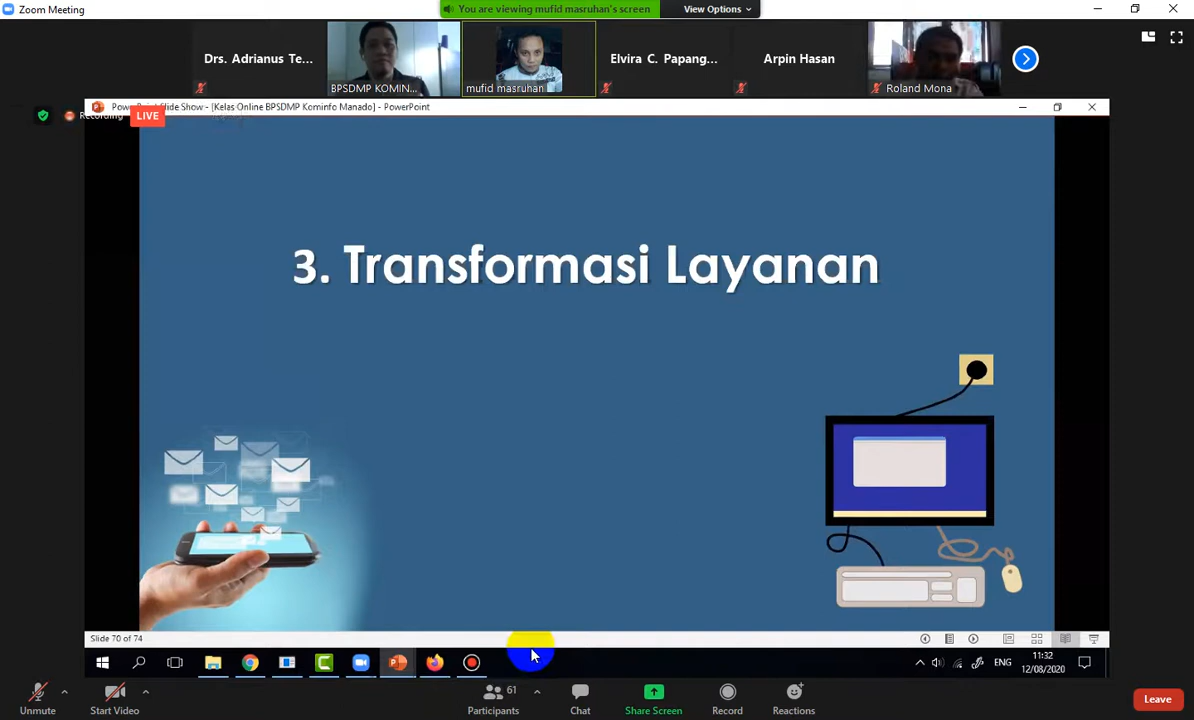 Zoom Meeting
You are viewing mufid masruhan's screen
View Options
Drs. Adrianus Te...
BPSDMP KOMIN...
mufid masruhan
Elvira C. Papang...
Arpin Hasan
Roland Mona
Recording
LIVE
PowerPoint Slide Show - [Kelas Online BPSDMP Kominfo Manado] - PowerPoint
3. Transformasi Layanan
Slide 70 of 74
ENG
11:32
12/08/2020
Unmute
Start Video
Participants
61
Chat
Share Screen
Record
Reactions
Leave